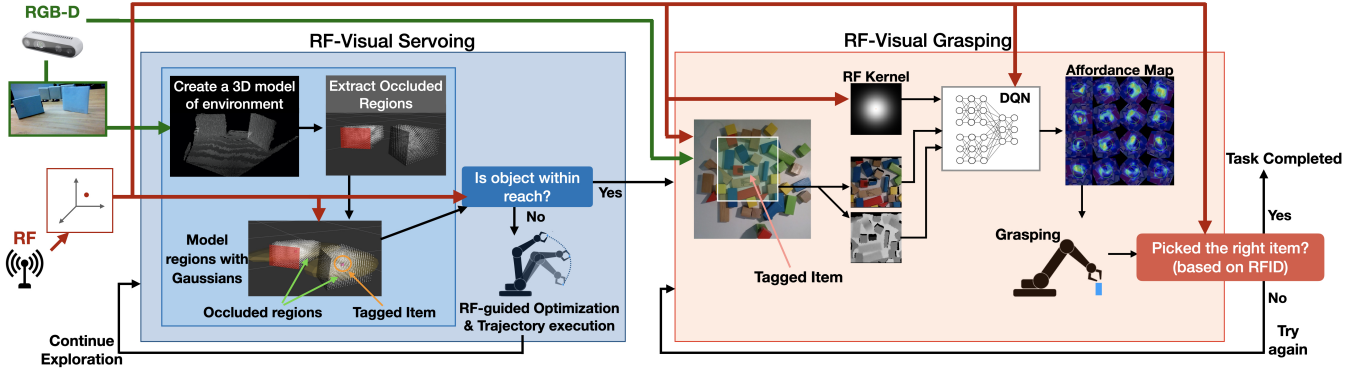 RGB-D
RF-Visual Servoing
RF-Visual Grasping
Create a 3D model
of environment
Extract Occluded
Regions
RF Kernel
DQN
Affordance Map
Is object within
reach?
Yes
No
RF
Model
regions with
Gaussians
Occluded regions
Tagged Item
RF-guided Optimization
& Trajectory execution
Continue
Exploration
Tagged Item
Grasping
Task Completed
Yes
Picked the right item?
(based on RFID)
No
Try
again